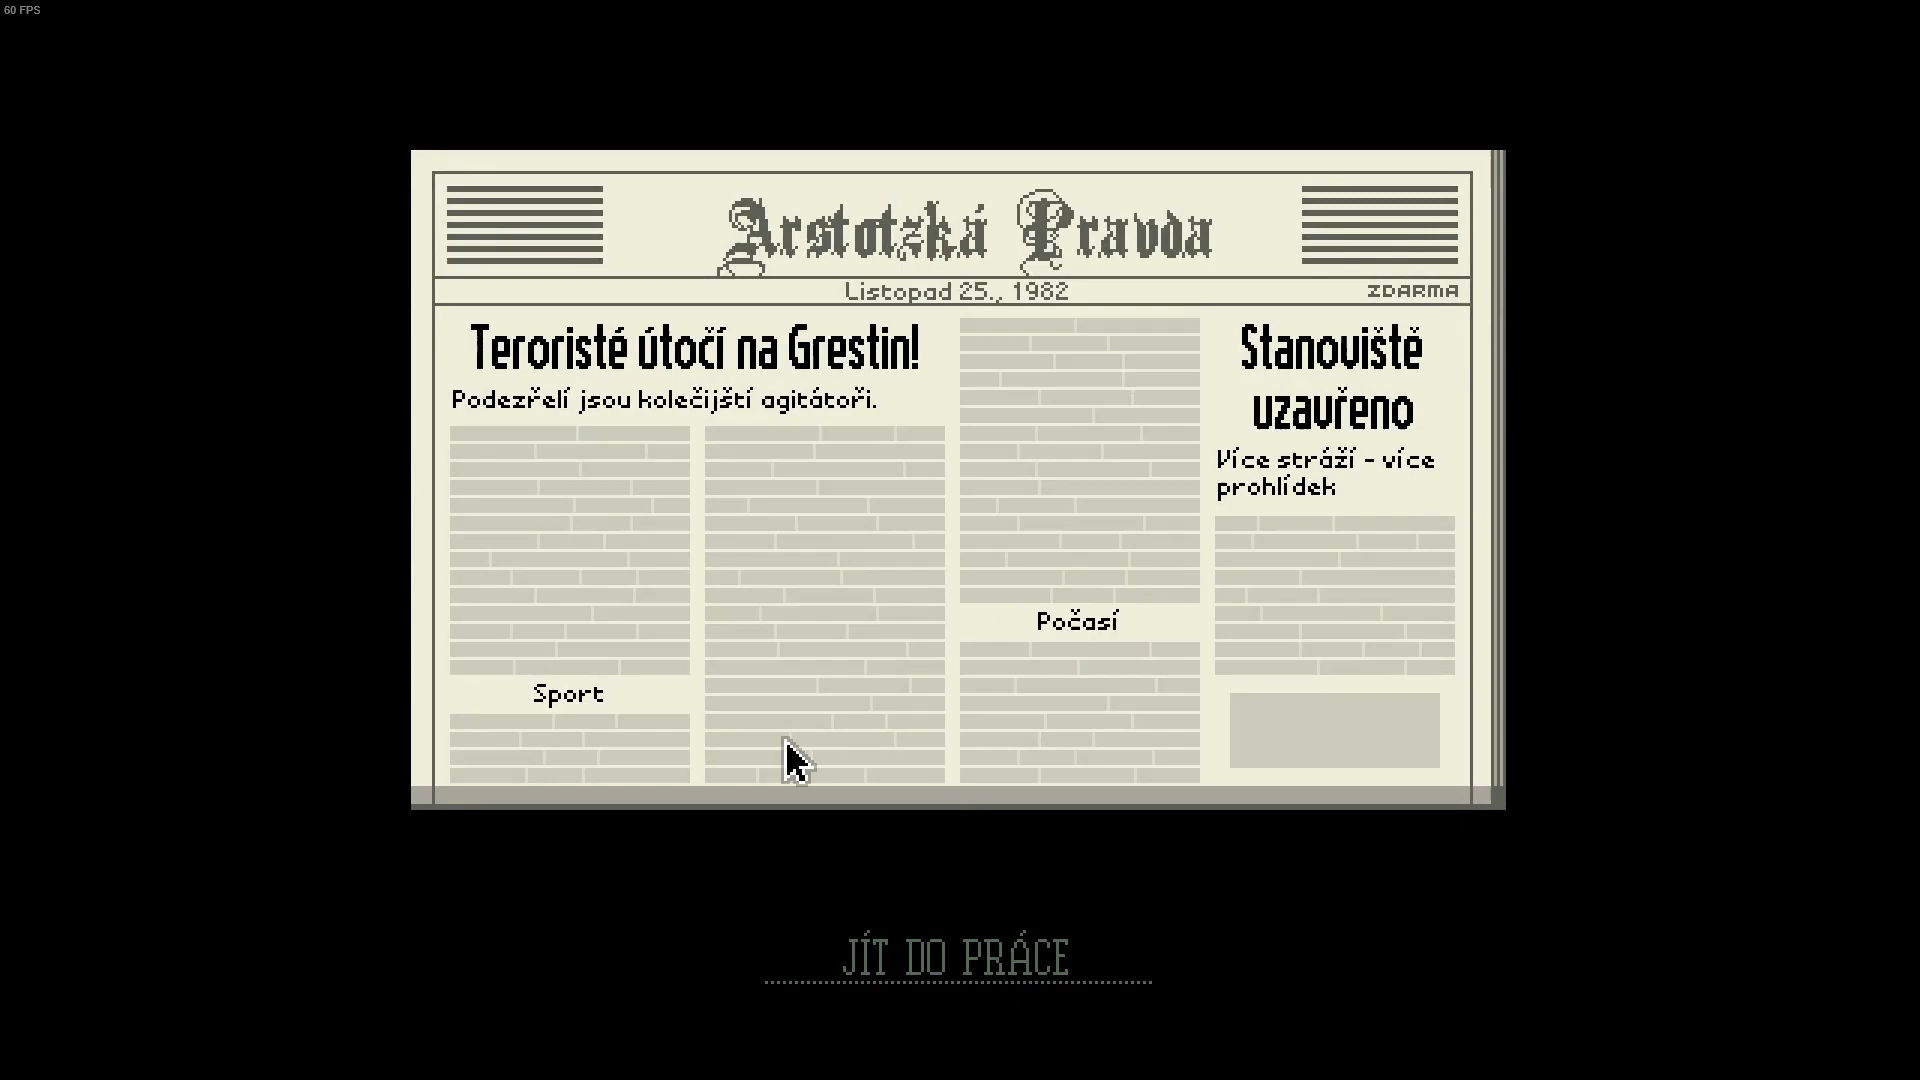 60 FPS
Arstotzká Pravda
Listopad 25., 1982
ZDARMA
Teroristé útočí na Grestin!
Podezřelí jsou kolečijští agitátoři.
Sport
Počasí
Stanoviště
uzavřeno
Více stráží - více
prohlídek
JÍT DO PRÁCE